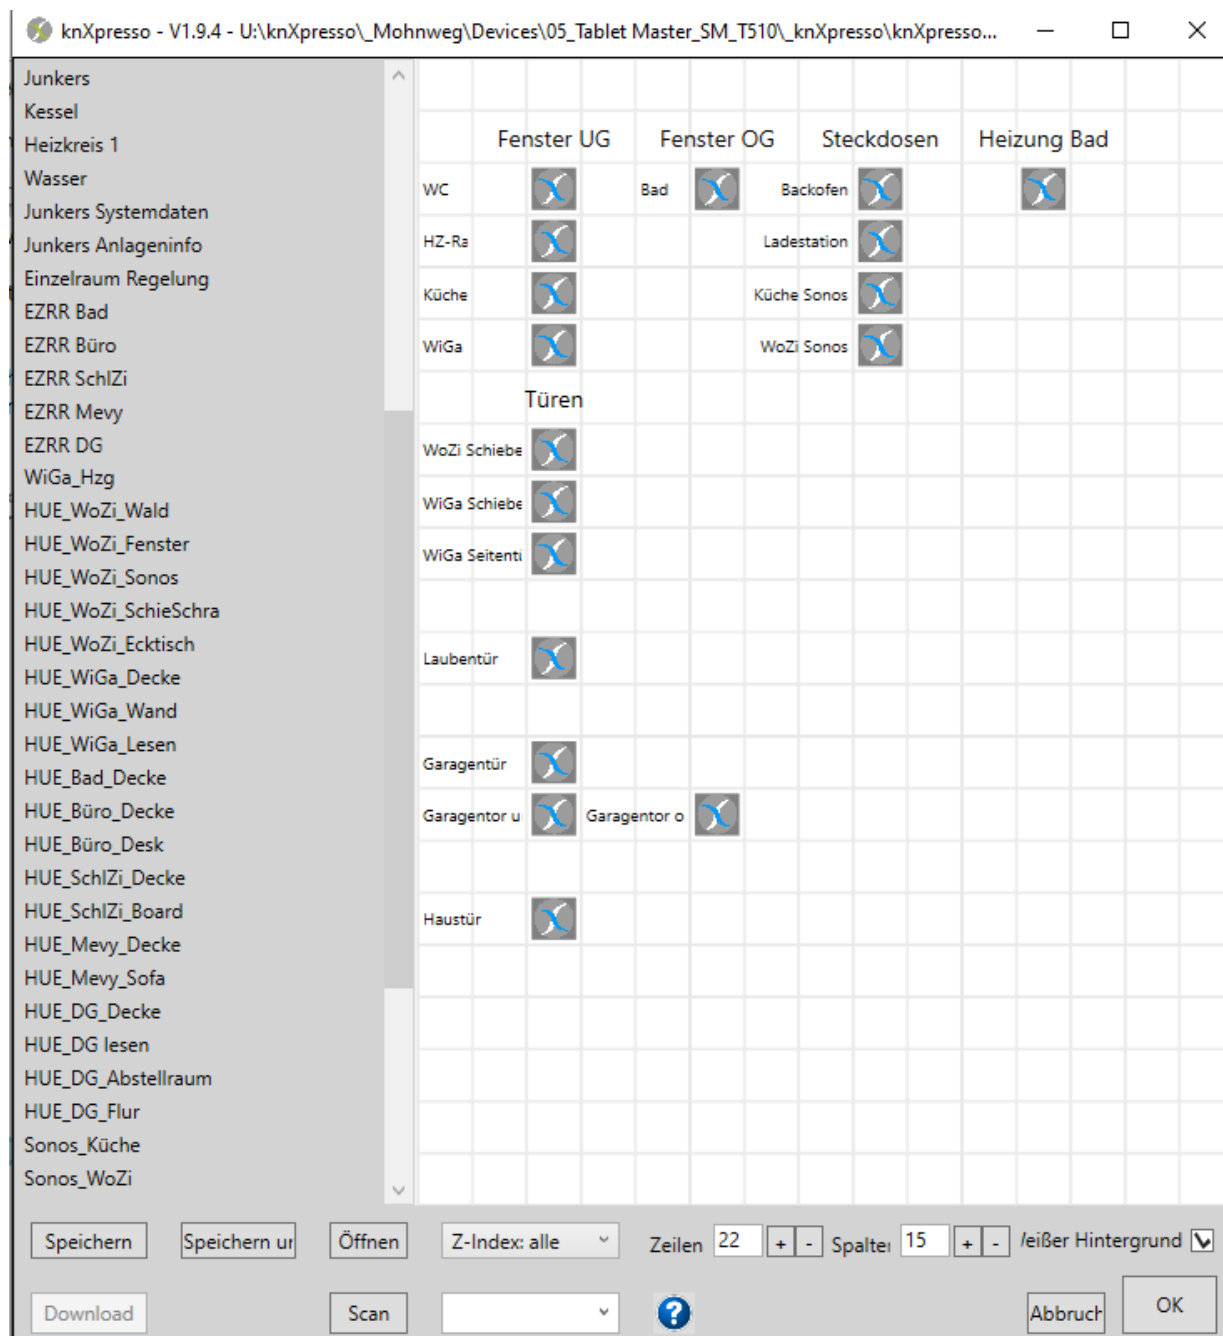 knXpresso - V1.9.4 - U:\knXpresso\_Mohnweg\Devices\05_Tablet Master_SM_T510\_knXpresso\knXpresso...
Junkers
Kessel
Heizkreis 1
Wasser
Junkers Systemdaten
Junkers Anlageninfo
Einzelraum Regelung
EZRR Bad
EZRR Büro
EZRR SchlZi
EZRR Mevy
EZRR DG
WiGa_Hzg
HUE_WoZi_Wald
HUE_WoZi_Fenster
HUE_WoZi_Sonos
HUE_WoZi_SchieSchra
HUE_WoZi_Ecktisch
HUE_WiGa_Decke
HUE_WiGa_Wand
HUE_WiGa_Lesen
HUE_Bad_Decke
HUE_Büro_Decke
HUE_Büro_Desk
HUE_SchlZi_Decke
HUE_SchlZi_Board
HUE_Mevy_Decke
HUE_Mevy_Sofa
HUE_DG_Decke
HUE_DG lesen
HUE_DG_Abstellraum
HUE_DG_Flur
Sonos_Küche
Sonos_WoZi
Fenster UG Fenster OG Steckdosen Heizung Bad
WC Bad Backofen
HZ-Ra Ladestation
Küche Küche Sonos
WiGa WoZi Sonos
Türen
WoZi Schiebe
WiGa Schiebe
WiGa Seitentü
Laubentür
Garagentür
Garagentor u Garagentor o
Haustür
Speichern Speichern ur Öffnen Z-Index: alle Zeilen 22 + - Spalter 15 + - /eißer Hintergrund
Download Scan ? Abbruch OK